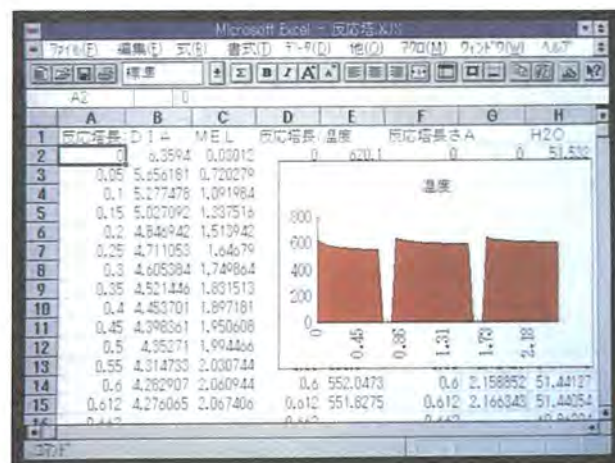 Microsoft Excel - 反応塔.XLS
ファイル(F) 編集(E) 式(R) 書式(T) データ(D) 他(O) マクロ(M) ウィンドウ(W) ヘルプ
標準 Σ B I A A
A2 0
A B C D E F G H
1 反応塔長 DIA MEL 反応塔長 温度 反応塔長さA H2O
2 0 6.3594 0.03012 0 620.1 0 0 51.532
3 0.05 5.656181 0.720279
4 0.1 5.277478 1.091984
5 0.15 5.027092 1.337516
6 0.2 4.846942 1.513942
7 0.25 4.711053 1.64679
8 0.3 4.605384 1.749864
9 0.35 4.521446 1.831513
10 0.4 4.453701 1.897181
11 0.45 4.398361 1.950608
12 0.5 4.35271 1.994466
13 0.55 4.314733 2.030744
14 0.6 4.282907 2.060944 0.6 552.0473 0.6 2.158852 51.44127
15 0.612 4.276065 2.067406 0.612 551.8275 0.612 2.166343 51.44054
16
温度
800
600
400
200
0
0 0.45 0.86 1.31 1.73 2.18
コマンド